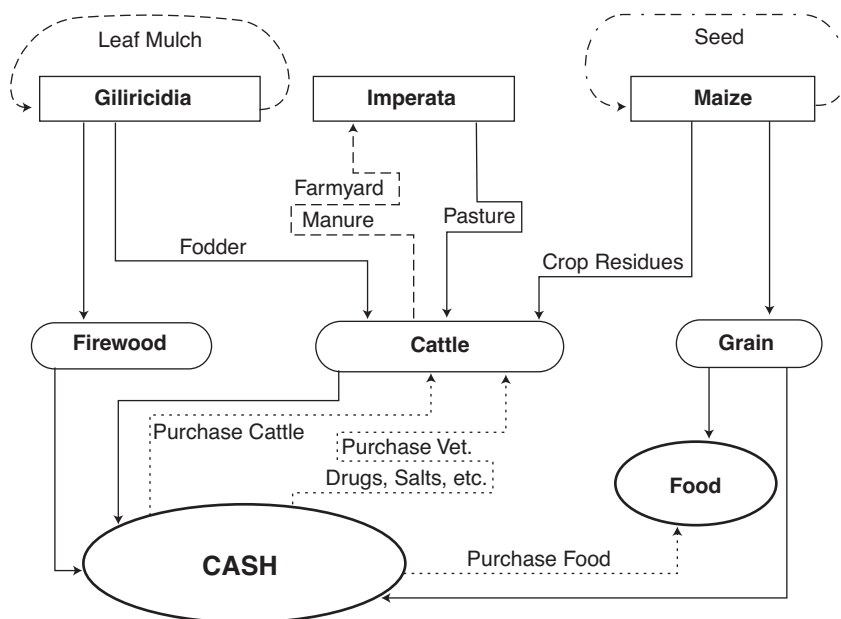 Leaf Mulch
Seed
Giliricidia
Imperata
Maize
Farmyard
Manure
Pasture
Fodder
Crop Residues
Firewood
Cattle
Grain
Purchase Cattle
Purchase Vet.
Drugs, Salts, etc.
Food
CASH
Purchase Food